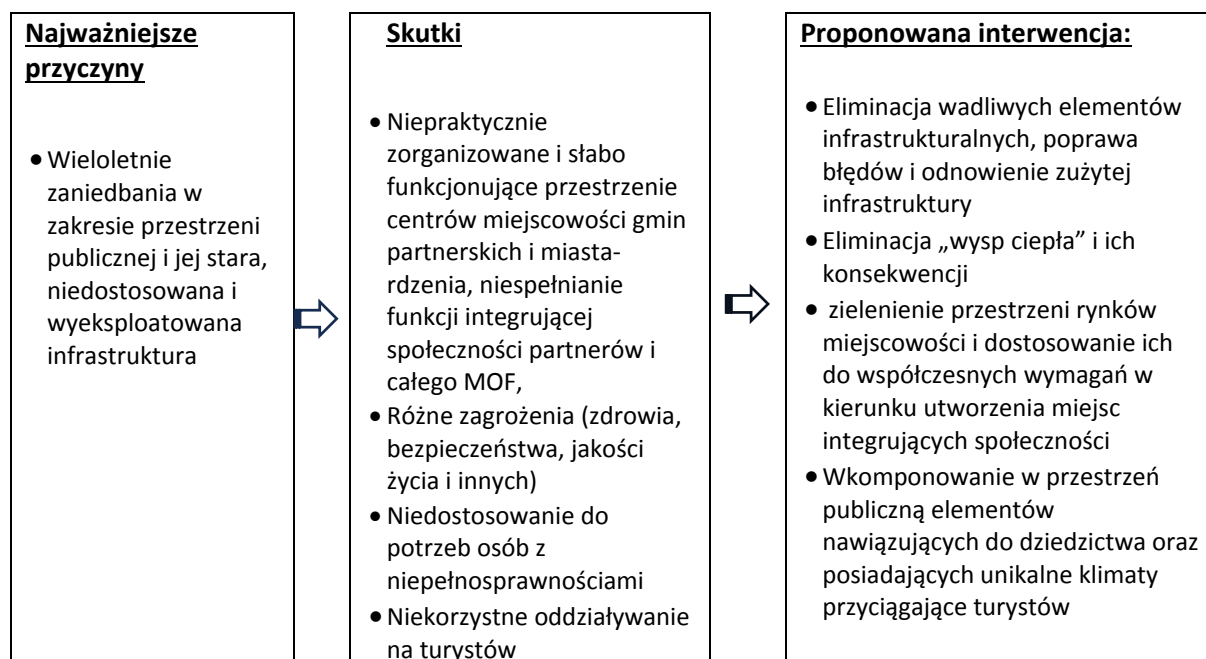 Najważniejsze
przyczyny
• Wieloletnie
zaniedbania w
zakresie przestrzeni
publicznej i jej stara,
niedostosowana i
wyeksploatowana
infrastruktura
Skutki
• Niepraktycznie
zorganizowane i słabo
funkcjonujące przestrzenie
centrów miejscowości gmin
partnerskich i miasta-
rdzenia, niespełnianie
funkcji integrującej
społeczności partnerów i
całego MOF,
• Różne zagrożenia (zdrowia,
bezpieczeństwa, jakości
życia i innych)
• Niedostosowanie do
potrzeb osób z
niepełnosprawnościami
• Niekorzystne oddziaływanie
na turystów
Proponowana interwencja:
• Eliminacja wadliwych elementów
infrastrukturalnych, poprawa
błędów i odnowienie zużytej
infrastruktury
• Eliminacja „wysp ciepła” i ich
konsekwencji
• zielenienie przestrzeni rynków
miejscowości i dostosowanie ich
do współczesnych wymagań w
kierunku utworzenia miejsc
integrujących społeczności
• Wkomponowanie w przestrzeń
publiczną elementów
nawiązujących do dziedzictwa oraz
posiadających unikalne klimaty
przyciągające turystów